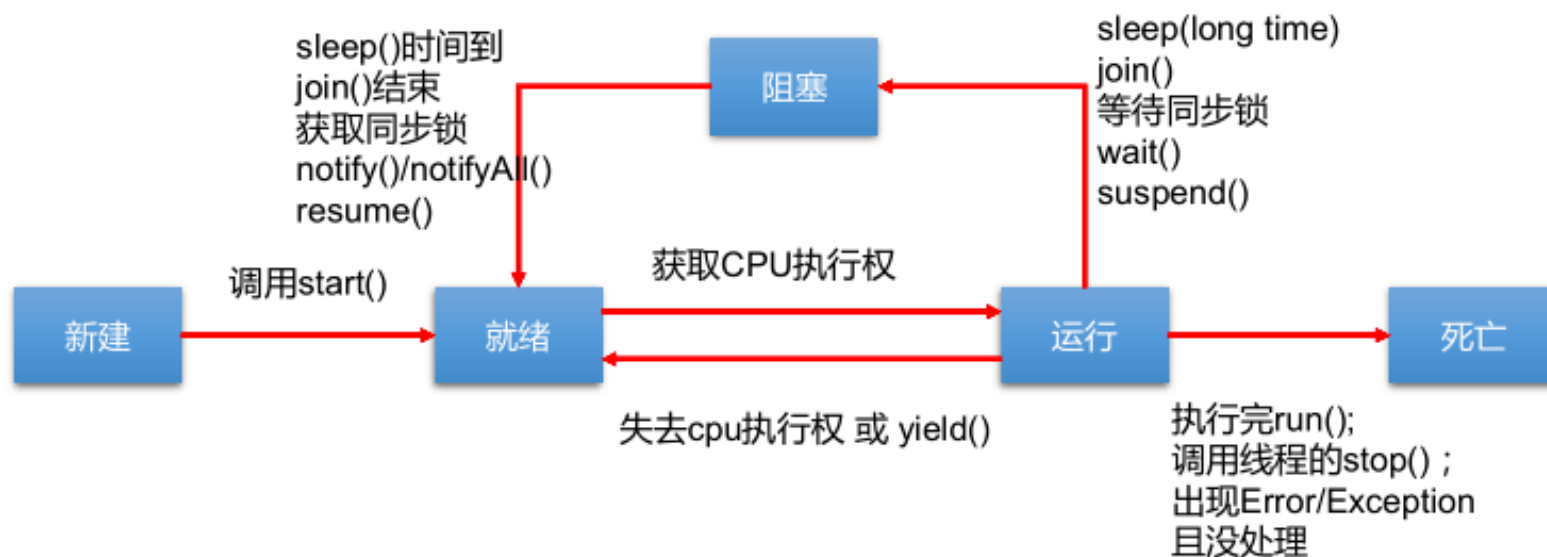 sleep()时间到
join()结束
获取同步锁
notify()/notifyAll()
resume()
阻塞
sleep(long time)
join()
等待同步锁
wait()
suspend()
调用start()
获取CPU执行权
新建
就绪
运行
死亡
失去cpu执行权 或 yield()
执行完run();
调用线程的stop() ;
出现Error/Exception
且没处理